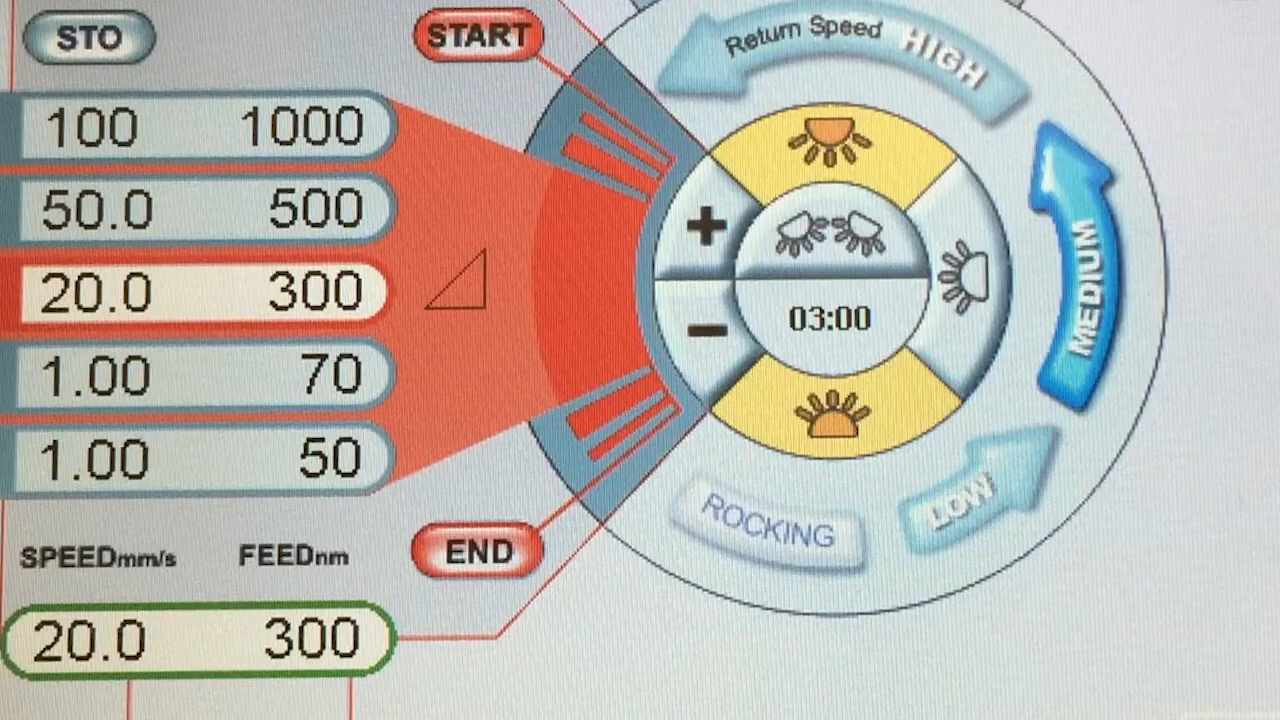 STO
START
Return Speed HIGH
100 1000
50.0 500
+
20.0 300
MEDIUM
03:00
−
1.00 70
1.00 50
LOW
ROCKING
END
SPEEDmm/s FEEDnm
20.0 300